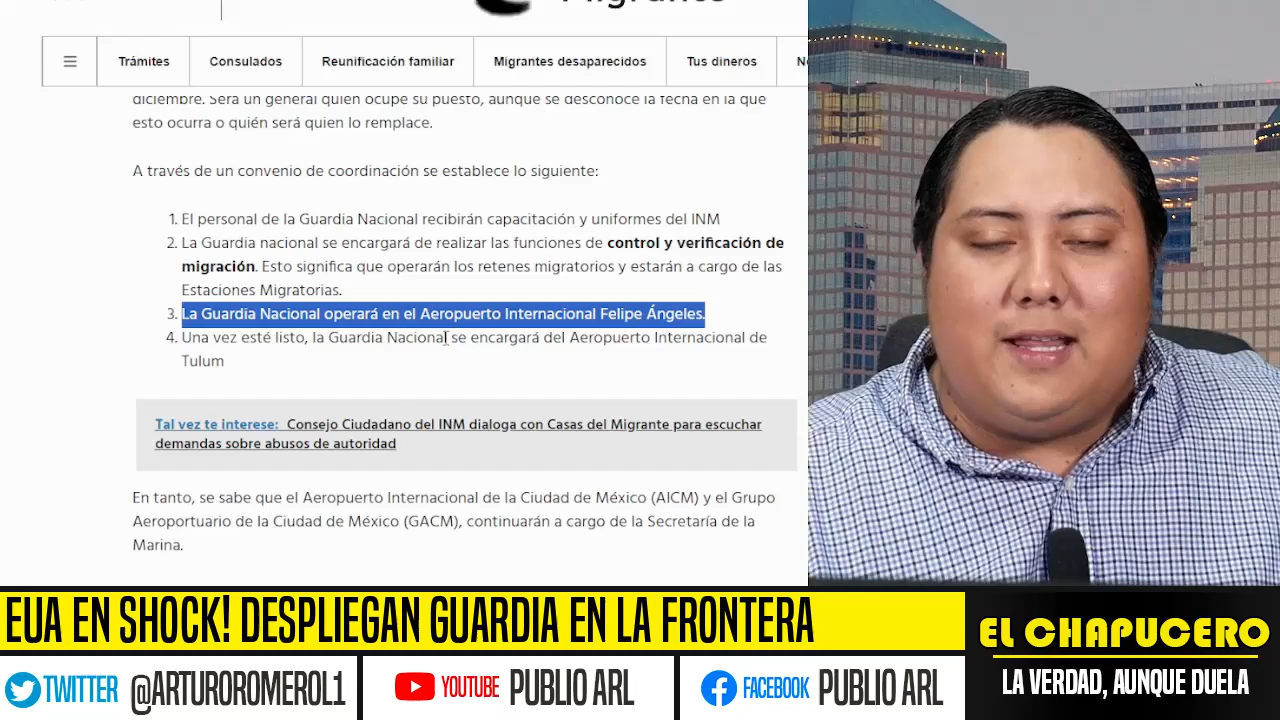 Migrante
☰ Trámites Consulados Reunificación familiar Migrantes desaparecidos Tus dineros
diciembre. Será un general quien ocupe su puesto, aunque se desconoce la fecha en la que
esto ocurra o quién será quien lo remplace.
A través de un convenio de coordinación se establece lo siguiente:
1. El personal de la Guardia Nacional recibirán capacitación y uniformes del INM
2. La Guardia nacional se encargará de realizar las funciones de control y verificación de
migración. Esto significa que operarán los retenes migratorios y estarán a cargo de las
Estaciones Migratorias.
3. La Guardia Nacional operará en el Aeropuerto Internacional Felipe Ángeles.
4. Una vez esté listo, la Guardia Nacional se encargará del Aeropuerto Internacional de
Tulum
Tal vez te interese: Consejo Ciudadano del INM dialoga con Casas del Migrante para escuchar
demandas sobre abusos de autoridad
En tanto, se sabe que el Aeropuerto Internacional de la Ciudad de México (AICM) y el Grupo
Aeroportuario de la Ciudad de México (GACM), continuarán a cargo de la Secretaría de la
Marina.
EUA EN SHOCK! DESPLIEGAN GUARDIA EN LA FRONTERA
EL CHAPUCERO
LA VERDAD, AUNQUE DUELA
TWITTER @ARTUROROMEROL1
YOUTUBE PUBLIO ARL
FACEBOOK PUBLIO ARL